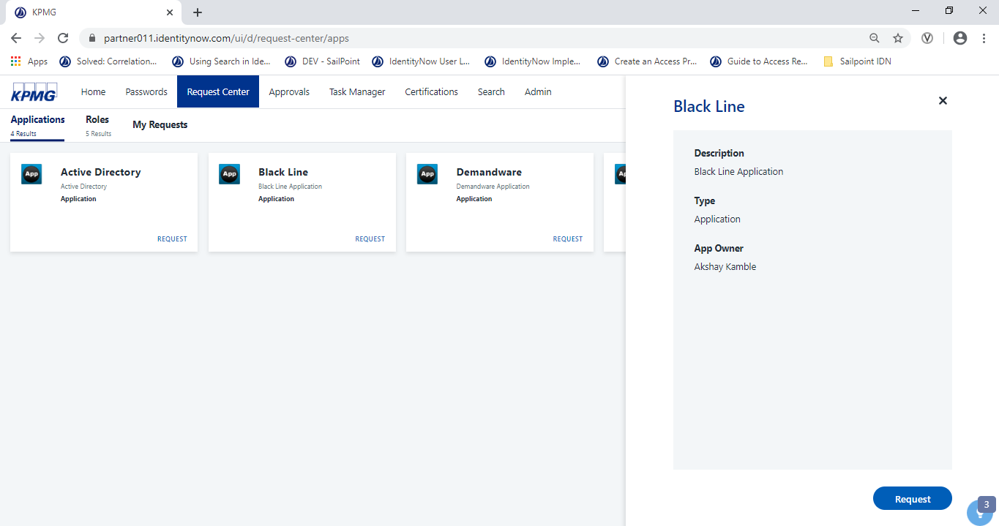 KPMG
partner011.identitynow.com/ui/d/request-center/apps
Apps
Solved: Correlation...
Using Search in Ide...
DEV - SailPoint
IdentityNow User L...
IdentityNow Imple...
Create an Access Pr...
Guide to Access Re...
Sailpoint IDN
KPMG
Home
Passwords
Request Center
Approvals
Task Manager
Certifications
Search
Admin
Applications
4 Results
Roles
5 Results
My Requests
App
Active Directory
Active Directory
Application
REQUEST
App
Black Line
Black Line Application
Application
REQUEST
App
Demandware
Demandware Application
Application
REQUEST
Black Line
Description
Black Line Application
Type
Application
App Owner
Akshay Kamble
Request
3